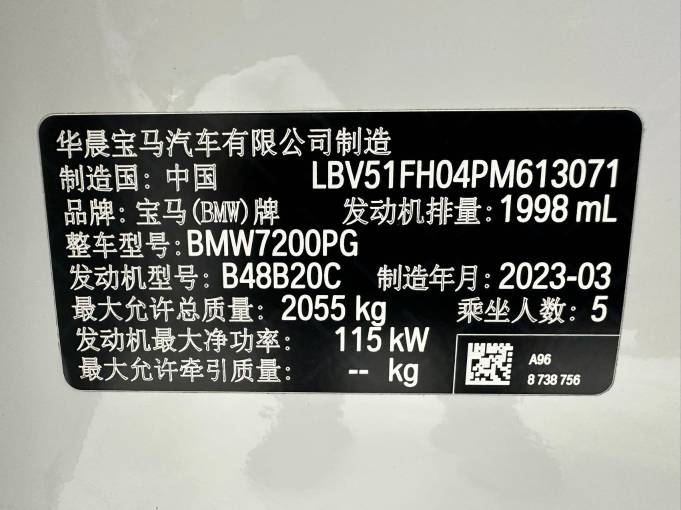 华晨宝马汽车有限公司制造
制造国: 中国 LBV51FH04PM613071
品牌: 宝马(BMW)牌 发动机排量: 1998 mL
整车型号: BMW7200PG
发动机型号: B48B20C 制造年月: 2023-03
最大允许总质量: 2055 kg 乘坐人数: 5
发动机最大净功率: 115 kW
最大允许牵引质量: -- kg
A96
8 738 756